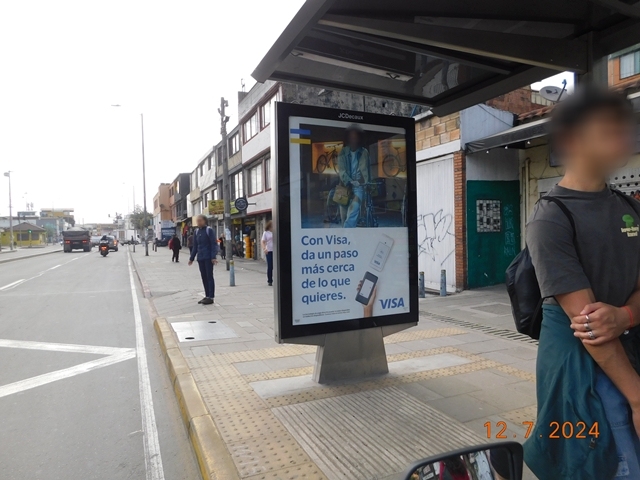 JCDecaux
Con Visa,
da un paso
más cerca
de lo que
quieres.
VISA
12.7.2024